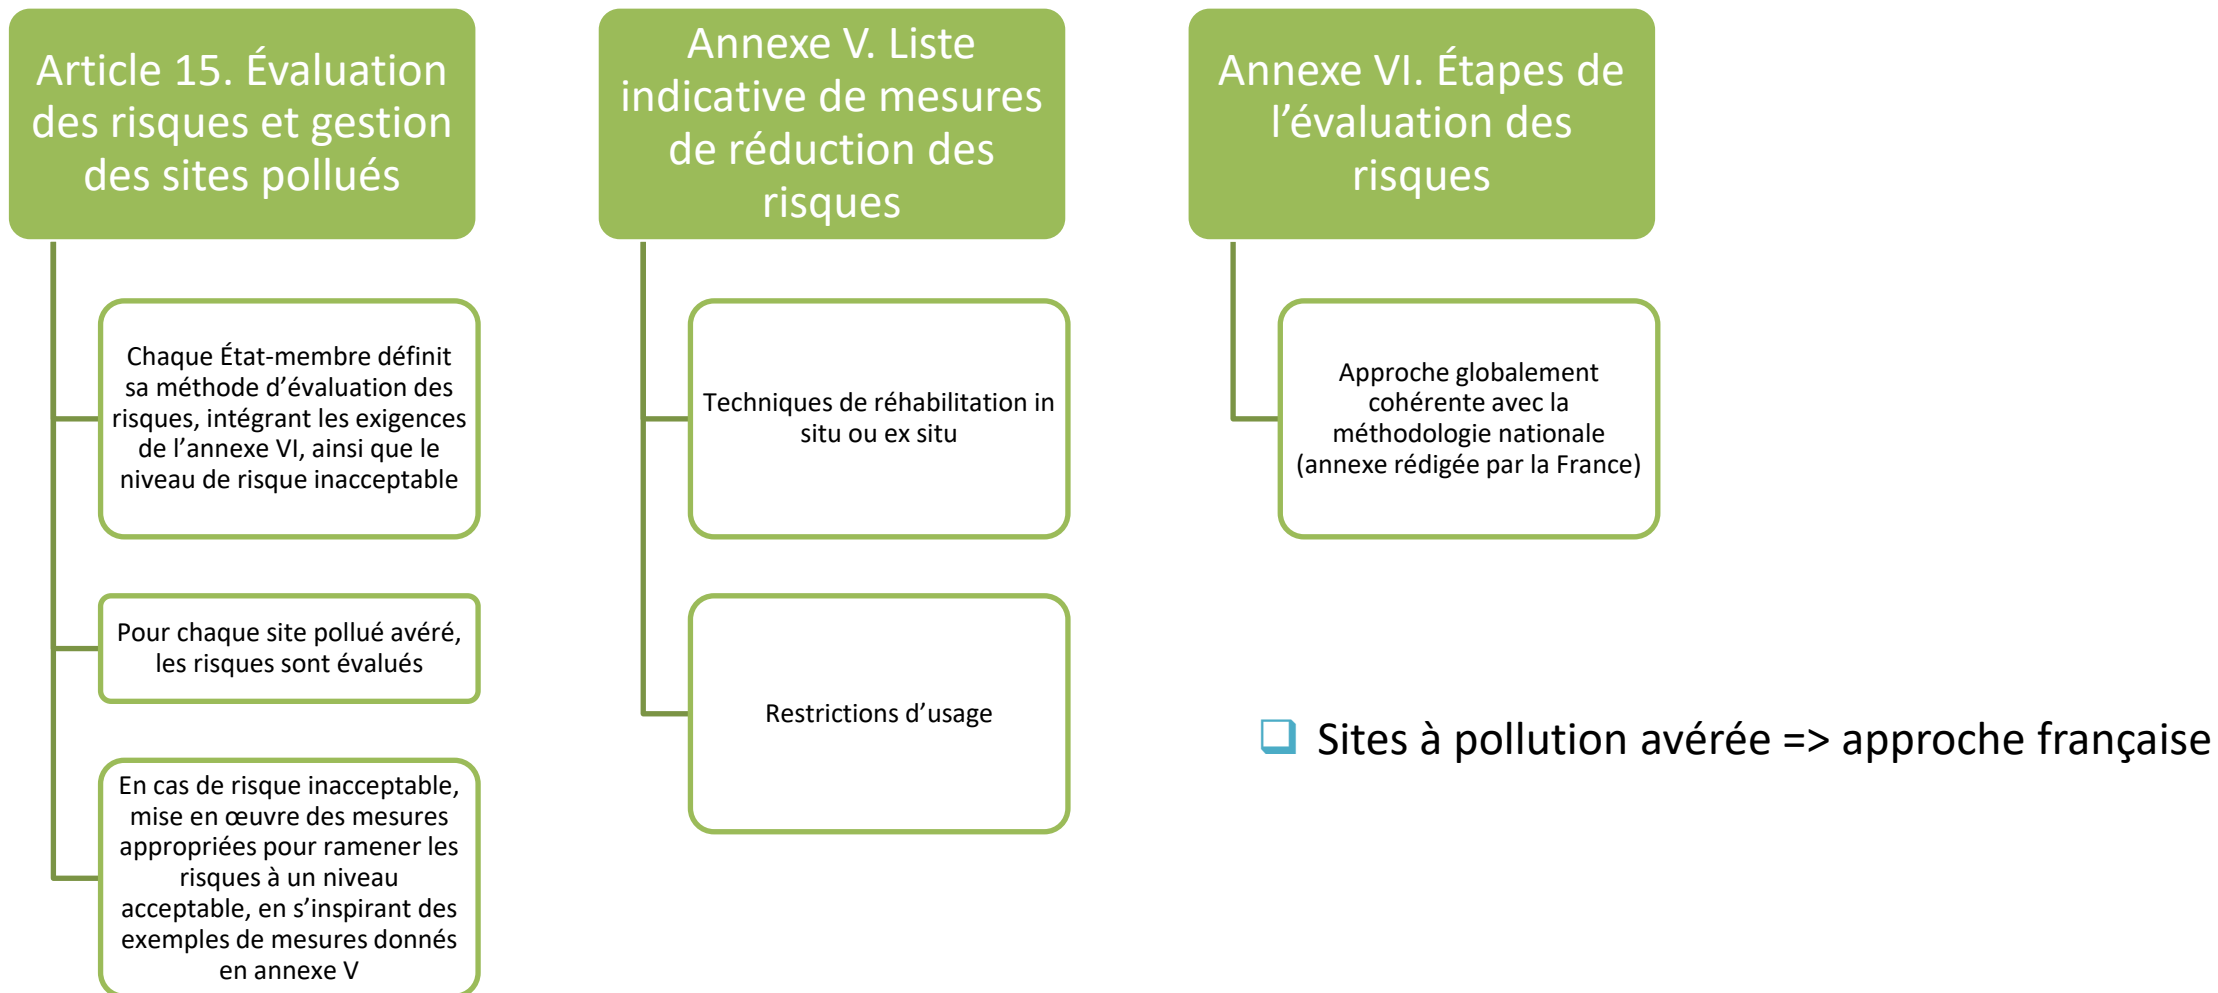 Article 15. Évaluation
des risques et gestion
des sites pollués
Chaque État-membre définit
sa méthode d’évaluation des
risques, intégrant les exigences
de l’annexe VI, ainsi que le
niveau de risque inacceptable
Pour chaque site pollué avéré,
les risques sont évalués
En cas de risque inacceptable,
mise en œuvre des mesures
appropriées pour ramener les
risques à un niveau
acceptable, en s’inspirant des
exemples de mesures donnés
en annexe V
Annexe V. Liste
indicative de mesures
de réduction des
risques
Techniques de réhabilitation in
situ ou ex situ
Restrictions d’usage
Annexe VI. Étapes de
l’évaluation des
risques
Approche globalement
cohérente avec la
méthodologie nationale
(annexe rédigée par la France)
Sites à pollution avérée => approche française